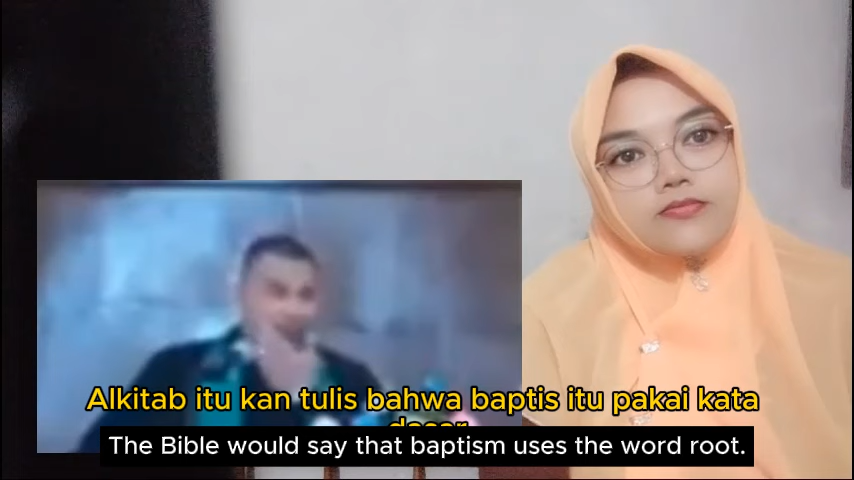 Alkitab itu kan tulis bahwa baptis itu pakai kata
dasar
The Bible would say that baptism uses the word root.